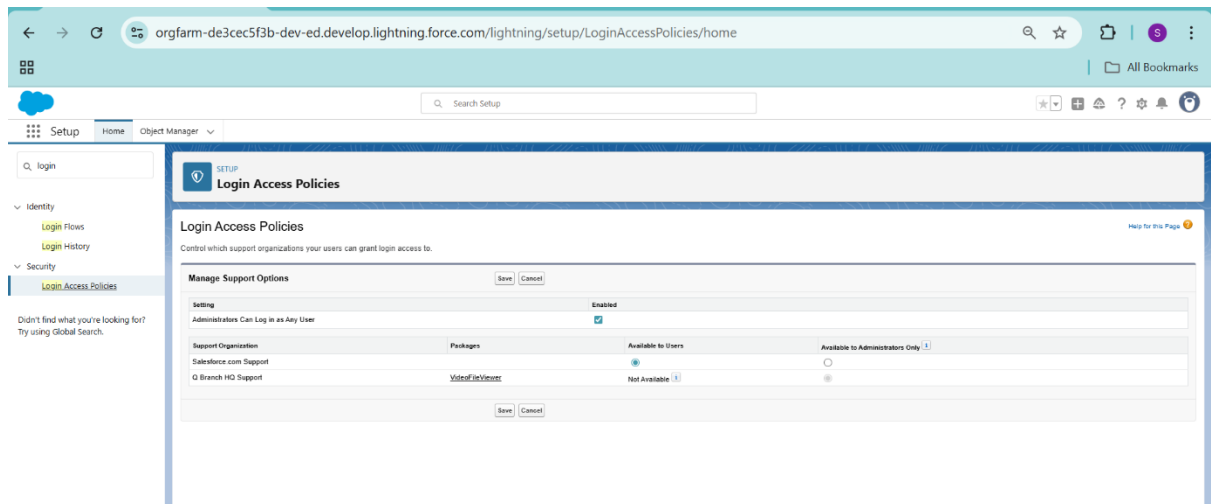 orgfarm-de3cec5f3b-dev-ed.develop.lightning.force.com/lightning/setup/LoginAccessPolicies/home
S
All Bookmarks
Search Setup
Setup Home Object Manager
login
SETUP
Login Access Policies
Identity
Login Flows
Login History
Security
Login Access Policies
Didn't find what you're looking for?
Try using Global Search.
Login Access Policies
Help for this Page
Control which support organizations your users can grant login access to.
Manage Support Options Save Cancel
Setting Enabled
Administrators Can Log in as Any User
Support Organization Packages Available to Users Available to Administrators Only i
Salesforce.com Support
Q Branch HQ Support VideoFileViewer Not Available i
Save Cancel